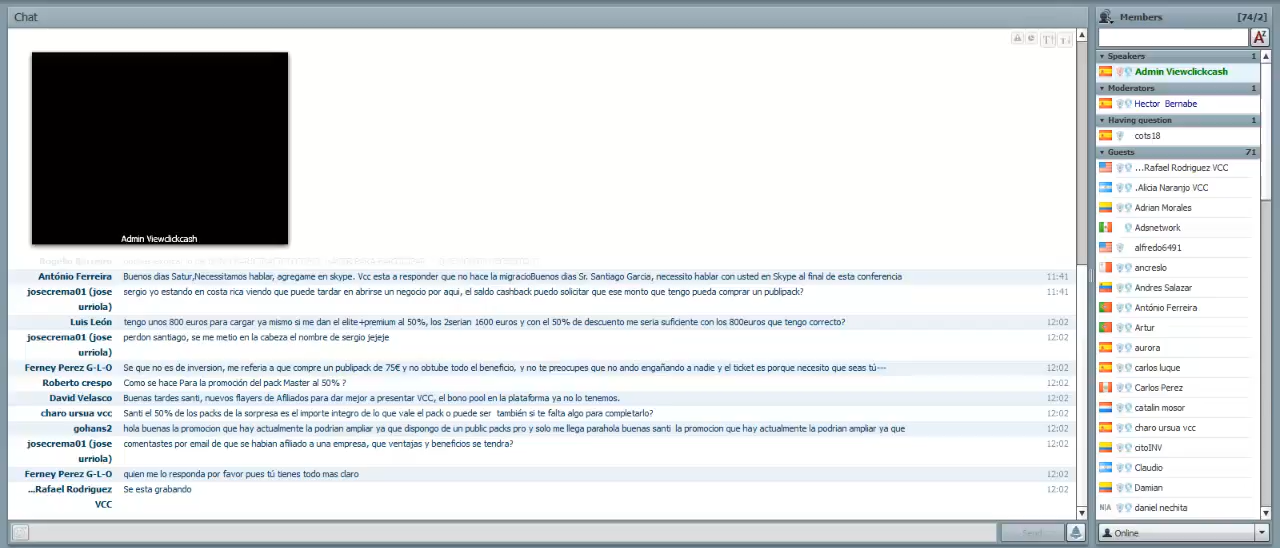 Chat
Members [74/2]
Admin Viewclickcash
António Ferreira Buenos dias Satur,Necessitamos hablar, agregame en skype. Vcc esta a responder que no hace la migracioBuenos dias Sr. Santiago Garcia, necessito hablar con usted en Skype al final de esta conferencia 11:41
josecrema01 (jose sergio yo estando en costa rica viendo que puede tardar en abrirse un negocio por aqui, el saldo cashback puedo solicitar que ese monto que tengo pueda comprar un publipack? 11:41
urriola)
Luis León tengo unos 800 euros para cargar ya mismo si me dan el elite+premium al 50%, los 2serian 1600 euros y con el 50% de descuento me seria suficiente con los 800euros que tengo correcto? 12:02
josecrema01 (jose perdon santiago, se me metio en la cabeza el nombre de sergio jejeje 12:02
urriola)
Ferney Perez G-L-O Se que no es de inversion, me referia a que compre un publipack de 75€ y no obtube todo el beneficio, y no te preocupes que no ando engañando a nadie y el ticket es porque necesito que seas tú--- 12:02
Roberto crespo Como se hace Para la promoción del pack Master al 50% ? 12:02
David Velasco Buenas tardes santi, nuevos flayers de Afiliados para dar mejor a presentar VCC, el bono pool en la plataforma ya no lo tenemos. 12:02
charo ursua vcc Santi el 50% de los packs de la sorpresa es el importe integro de lo que vale el pack o puede ser también si te falta algo para completarlo? 12:02
gohans2 hola buenas la promocion que hay actualmente la podrian ampliar ya que dispongo de un public packs pro y solo me llega parahola buenas santi la promocion que hay actualmente la podrian ampliar ya que 12:02
josecrema01 (jose comentastes por email de que se habian afliado a una empresa, que ventajas y beneficios se tendra? 12:02
urriola)
Ferney Perez G-L-O quien me lo responda por favor pues tú tienes todo mas claro 12:02
...Rafael Rodriguez Se esta grabando 12:02
VCC
Speakers 1
Admin Viewclickcash
Moderators 1
Hector Bernabe
Having question 1
cots18
Guests 71
...Rafael Rodriguez VCC
.Alicia Naranjo VCC
Adrian Morales
Adsnetwork
alfredo6491
ancreslo
Andres Salazar
António Ferreira
Artur
aurora
carlos luque
Carlos Perez
catalin mosor
charo ursua vcc
citoINV
Claudio
Damian
N|A daniel nechita
Online